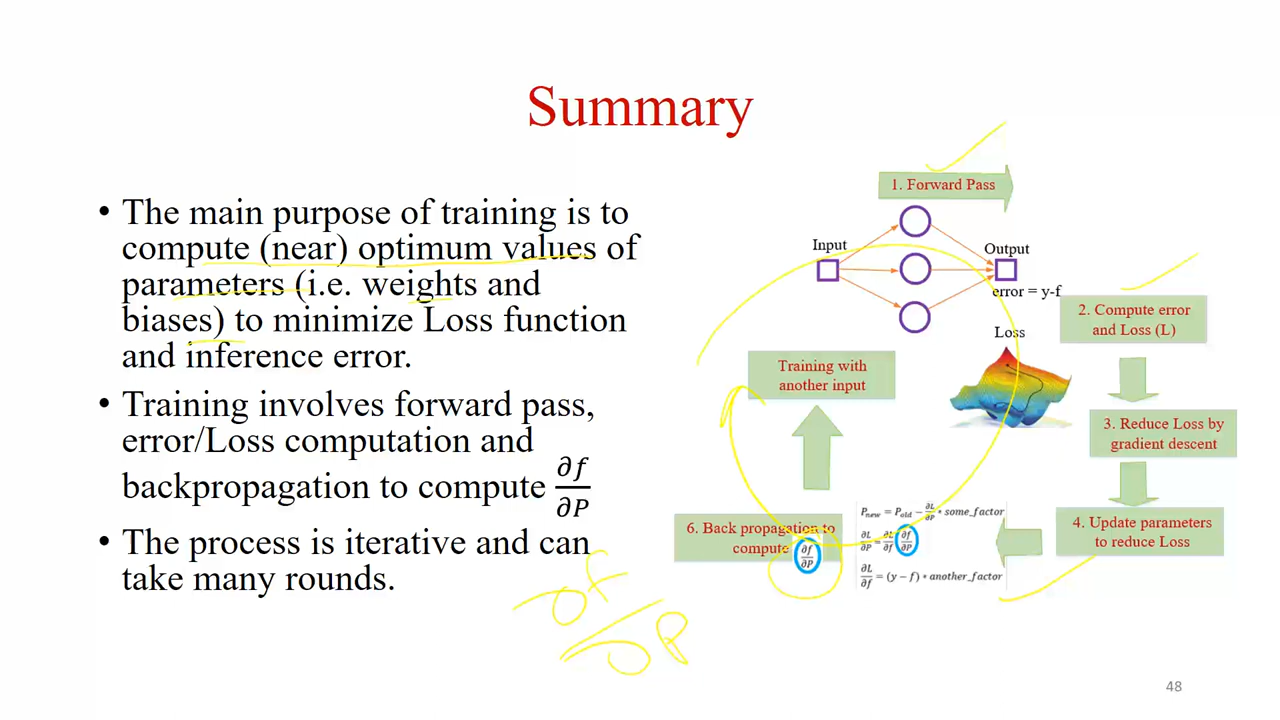 Summary
• The main purpose of training is to
compute (near) optimum values of
parameters (i.e. weights and
biases) to minimize Loss function
and inference error.
• Training involves forward pass,
error/Loss computation and
backpropagation to compute ∂f/∂P
• The process is iterative and can
take many rounds.
∂f/∂P
1. Forward Pass
Input
Output
error = y-f
2. Compute error
and Loss (L)
Loss
Training with
another input
3. Reduce Loss by
gradient descent
4. Update parameters
to reduce Loss
P_new = P_old − ∂L/∂P * some_factor
∂L/∂P = ∂L/∂f ∂f/∂P
∂L/∂f = (y − f) * another_factor
6. Back propagation to
compute ∂f/∂P
48